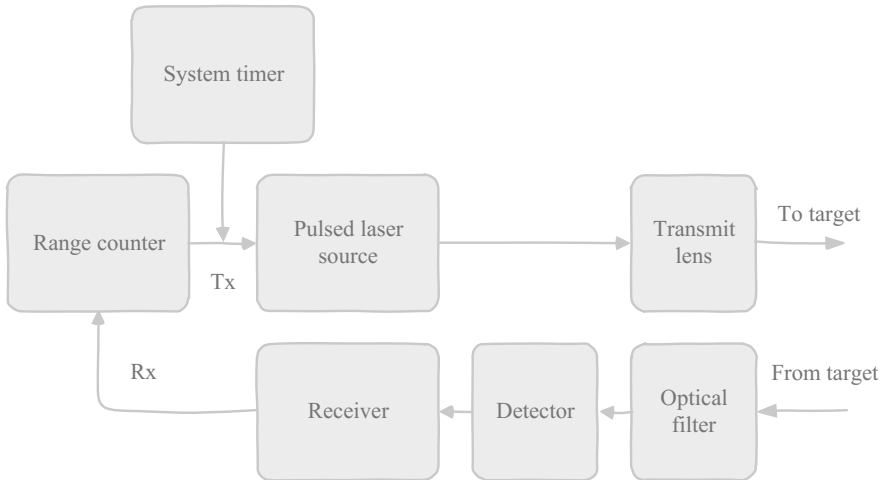 System timer
Range counter
Tx
Pulsed laser
source
Transmit
lens
To target
Rx
Receiver
Detector
Optical
filter
From target